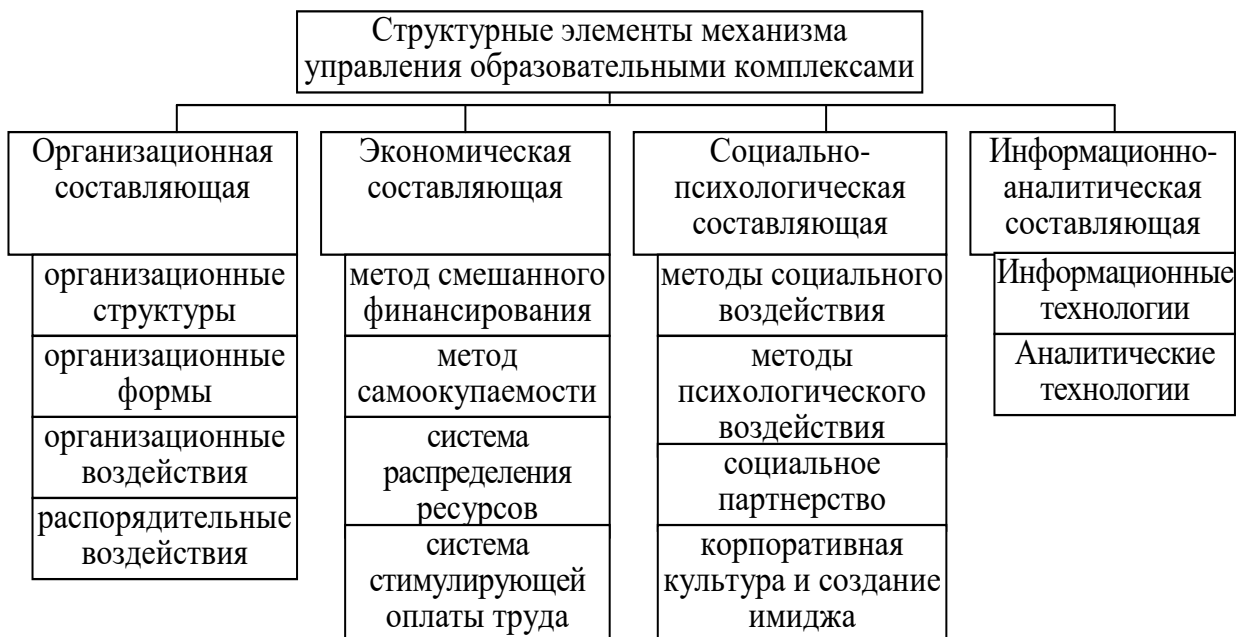 Структурные элементы механизма
управления образовательными комплексами
Организационная
составляющая
организационные
структуры
организационные
формы
организационные
воздействия
распорядительные
воздействия
Экономическая
составляющая
метод смешанного
финансирования
метод
самоокупаемости
система
распределения
ресурсов
система
стимулирующей
оплаты труда
Социально-
психологическая
составляющая
методы социального
воздействия
методы
психологического
воздействия
социальное
партнерство
корпоративная
культура и создание
имиджа
Информационно-
аналитическая
составляющая
Информационные
технологии
Аналитические
технологии